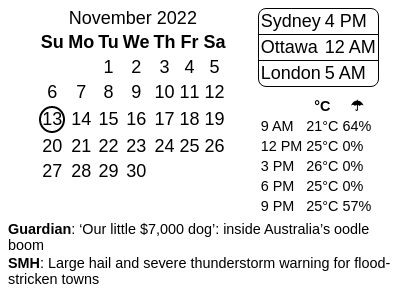 November 2022
Su Mo Tu We Th Fr Sa
1 2 3 4 5
6 7 8 9 10 11 12
13 14 15 16 17 18 19
20 21 22 23 24 25 26
27 28 29 30
Sydney 4 PM
Ottawa 12 AM
London 5 AM
°C ☂
9 AM 21°C 64%
12 PM 25°C 0%
3 PM 26°C 0%
6 PM 25°C 0%
9 PM 25°C 57%
Guardian: ‘Our little $7,000 dog’: inside Australia’s oodle
boom
SMH: Large hail and severe thunderstorm warning for flood-
stricken towns